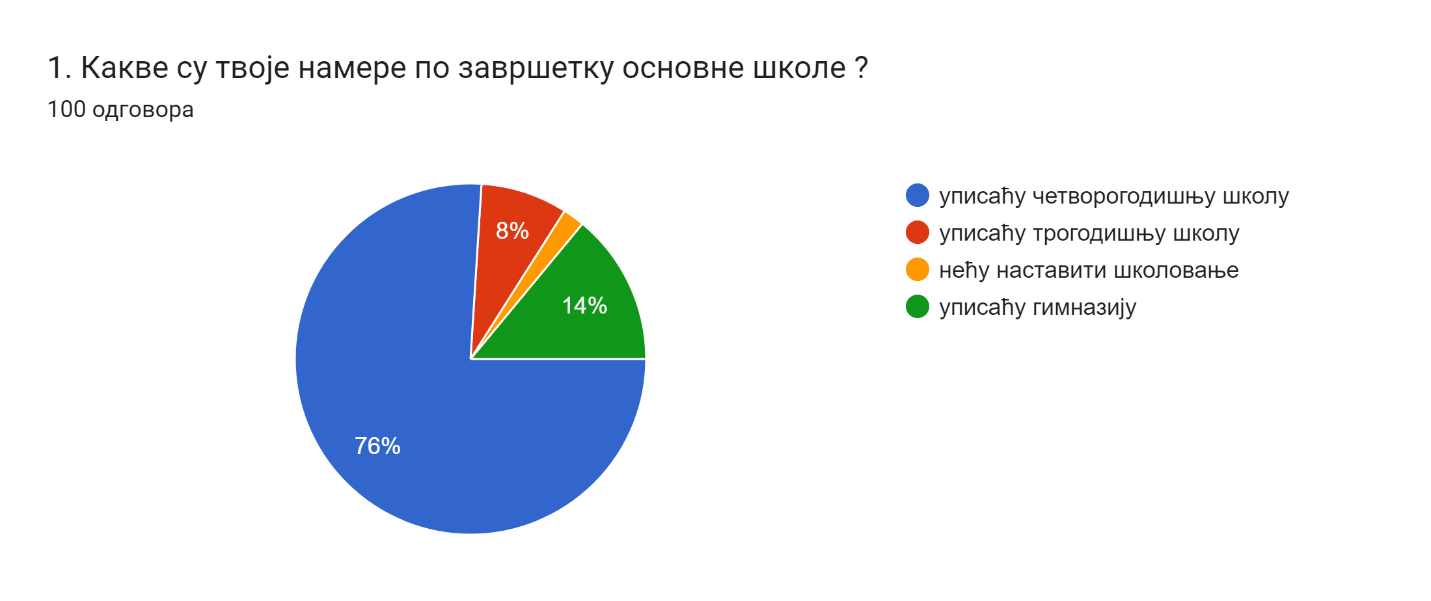 1. Какве су твоје намере по завршетку основне школе ?
100 одговора
8%
14%
76%
уписаћу четворогодишњу школу
уписаћу трогодишњу школу
нећу наставити школовање
уписаћу гимназију